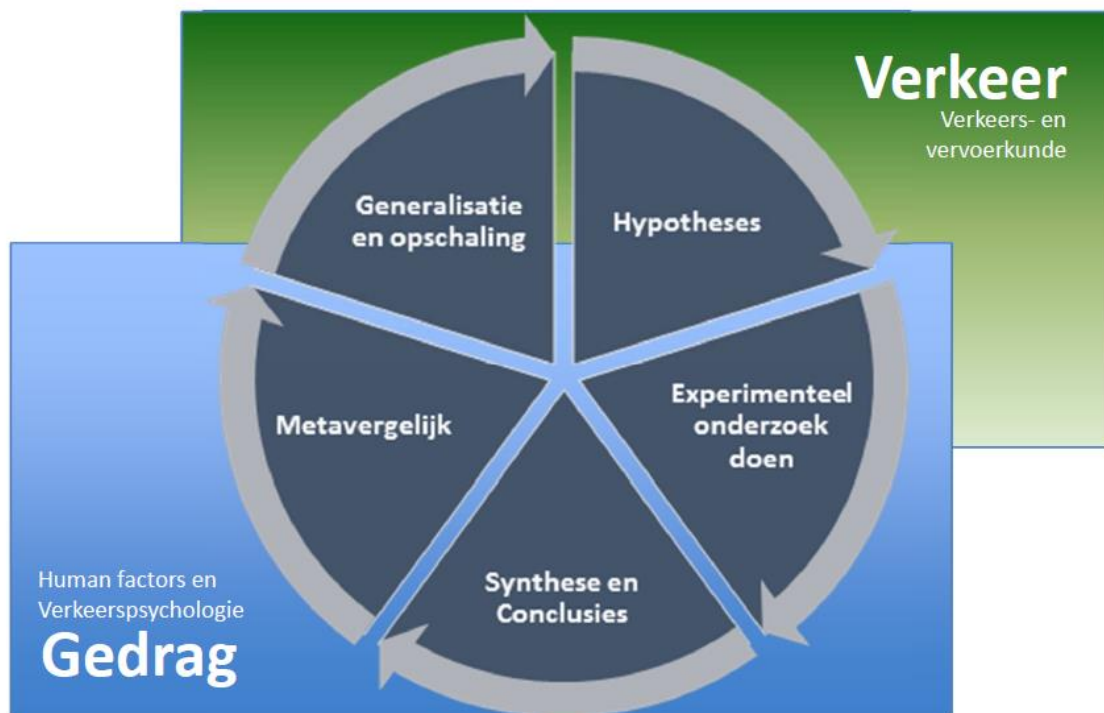 Verkeer
Verkeers- en
vervoerkunde
Generalisatie
en opschaling
Hypotheses
Experimenteel
onderzoek
doen
Metavergelijk
Synthese en
Conclusies
Human factors en
Verkeerspsychologie
Gedrag